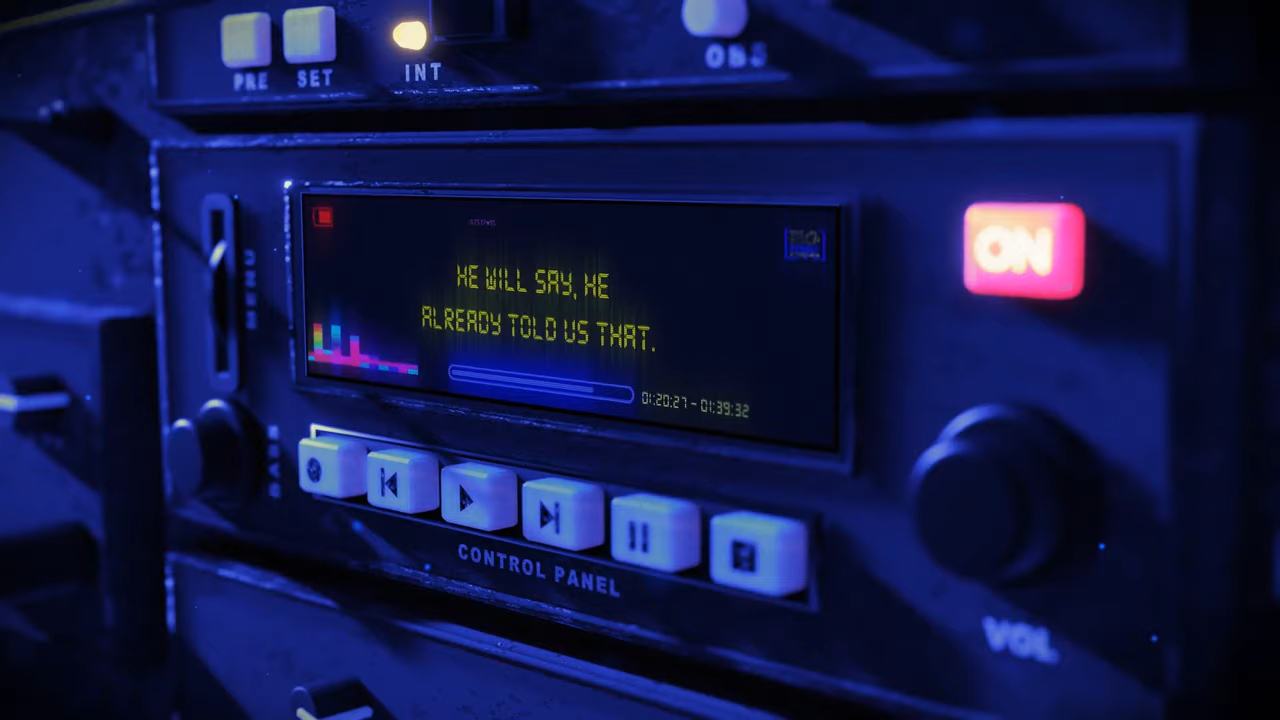 PRE
SET
INT
OBS
ON
HE WILL SAY, HE
ALREADY TOLD US THAT.
01:20:27 - 01:39:32
CONTROL PANEL
VOL